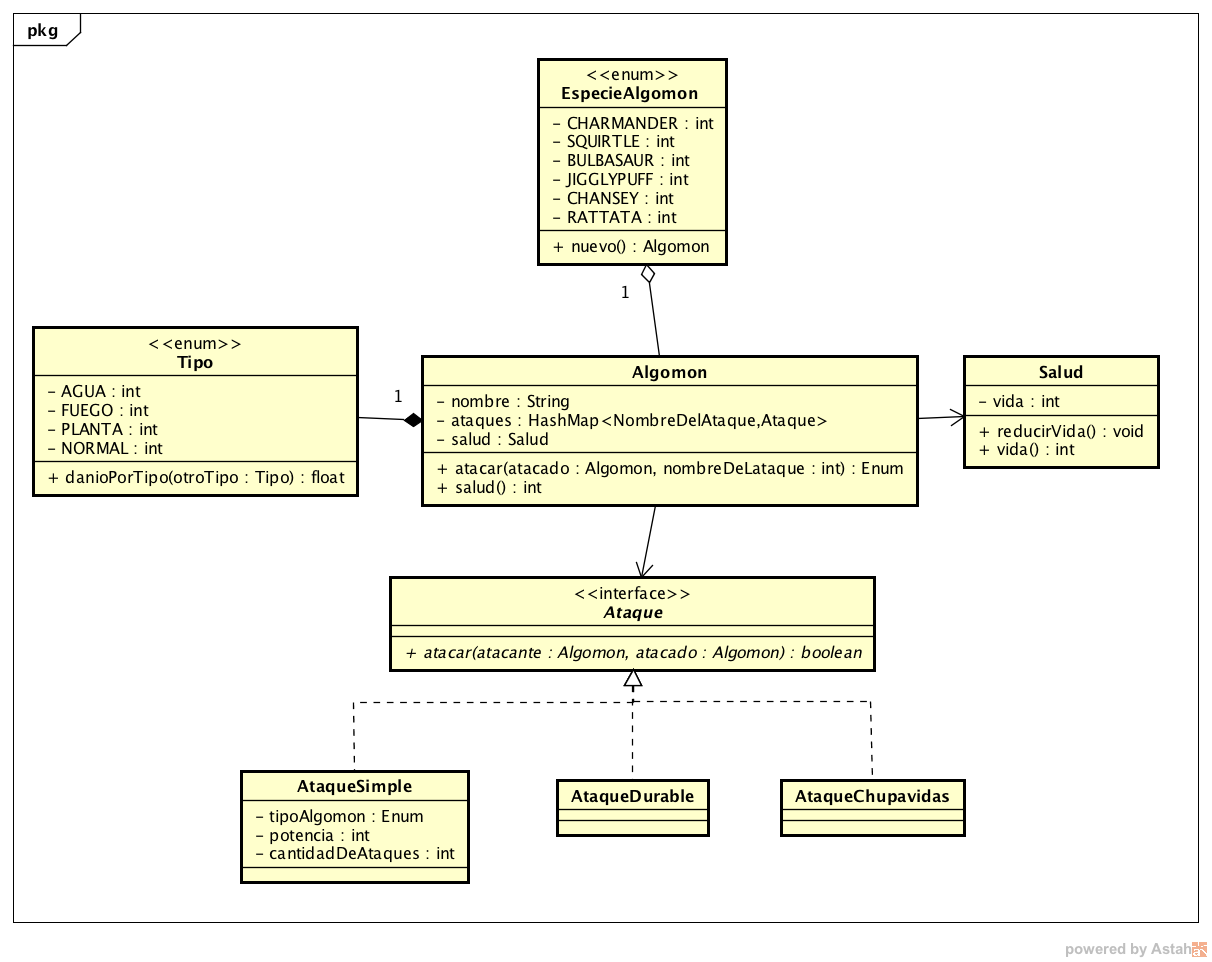 pkg
<<enum>>
EspecieAlgomon
- CHARMANDER : int
- SQUIRTLE : int
- BULBASAUR : int
- JIGGLYPUFF : int
- CHANSEY : int
- RATTATA : int
+ nuevo() : Algomon
1
<<enum>>
Tipo
- AGUA : int
- FUEGO : int
- PLANTA : int
- NORMAL : int
+ danioPorTipo(otroTipo : Tipo) : float
1
Algomon
- nombre : String
- ataques : HashMap<NombreDelAtaque,Ataque>
- salud : Salud
+ atacar(atacado : Algomon, nombreDeLataque : int) : Enum
+ salud() : int
Salud
- vida : int
+ reducirVida() : void
+ vida() : int
<<interface>>
Ataque
+ atacar(atacante : Algomon, atacado : Algomon) : boolean
AtaqueSimple
- tipoAlgomon : Enum
- potencia : int
- cantidadDeAtaques : int
AtaqueDurable
AtaqueChupavidas
powered by Astah